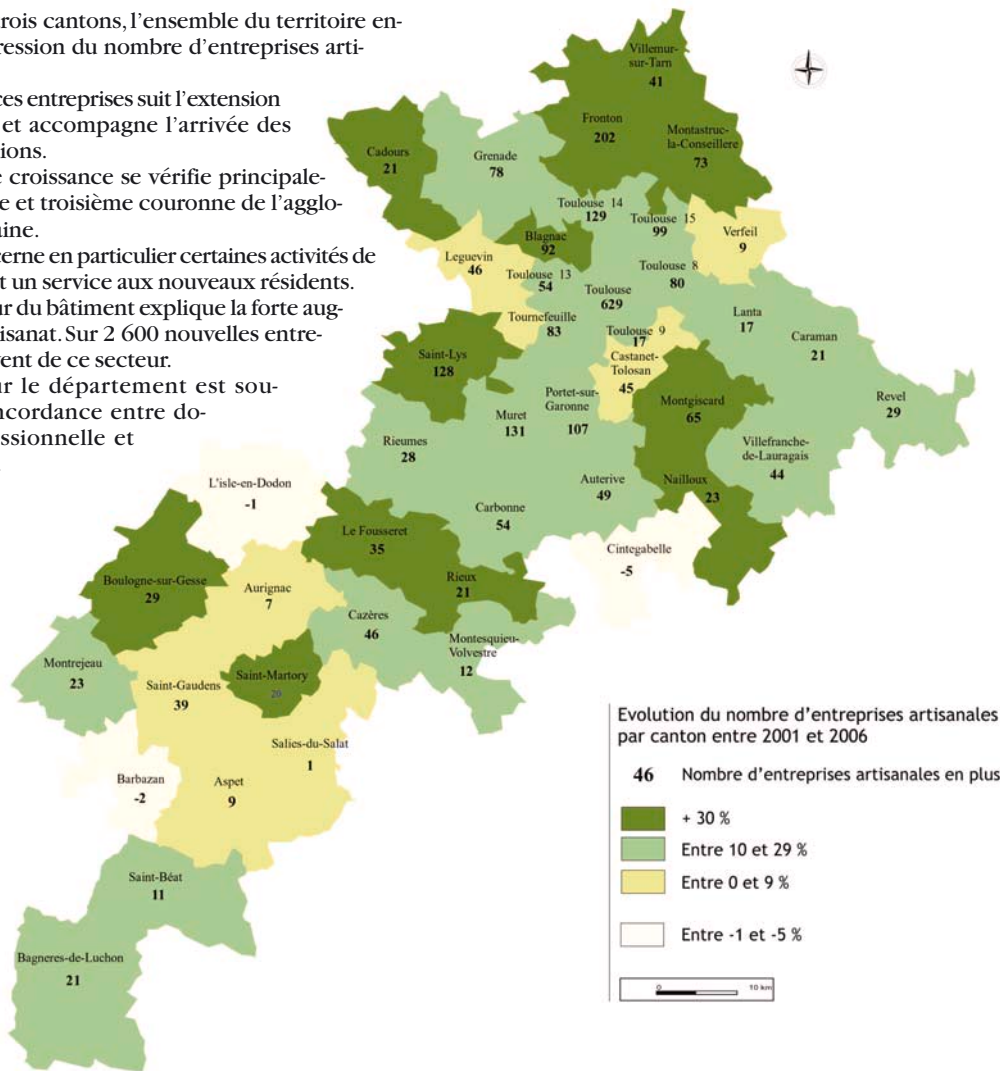 rois cantons, l'ensemble du territoire en-
ression du nombre d'entreprises arti-
ces entreprises suit l'extension
et accompagne l'arrivée des
ions.
e croissance se vérifie principale-
e et troisième couronne de l'agglo-
aine.
cerne en particulier certaines activités de
t un service aux nouveaux résidents.
ur du bâtiment explique la forte aug-
isanat. Sur 2 600 nouvelles entre-
vent de ce secteur.
ur le département est sou-
ncordance entre do-
essionnelle et
Villemur-
sur-Tarn
41
Fronton
202
Montastruc-
la-Conseillere
73
Cadours
21
Grenade
78
Toulouse 14
129
Toulouse 15
99
Verfeil
9
Blagnac
92
Leguevin
46
Toulouse 13
54
Toulouse 8
80
Toulouse
629
Tournefeuille
83
Toulouse 9
17
Lanta
17
Caraman
21
Saint-Lys
128
Castanet-
Tolosan
45
Revel
29
Portet-sur-
Garonne
107
Montgiscard
65
Muret
131
Rieumes
28
Villefranche-
de-Lauragais
44
Auterive
49
Nailloux
23
L'isle-en-Dodon
-1
Carbonne
54
Le Fousseret
35
Cintegabelle
-5
Boulogne-sur-Gesse
29
Aurignac
7
Rieux
21
Cazères
46
Montesquieu-
Volvestre
12
Montrejeau
23
Saint-Gaudens
39
Saint-Martory
20
Salies-du-Salat
1
Barbazan
-2
Aspet
9
Saint-Béat
11
Bagneres-de-Luchon
21
Evolution du nombre d'entreprises artisanales
par canton entre 2001 et 2006
46 Nombre d'entreprises artisanales en plus
+ 30 %
Entre 10 et 29 %
Entre 0 et 9 %
Entre -1 et -5 %
0 10 km